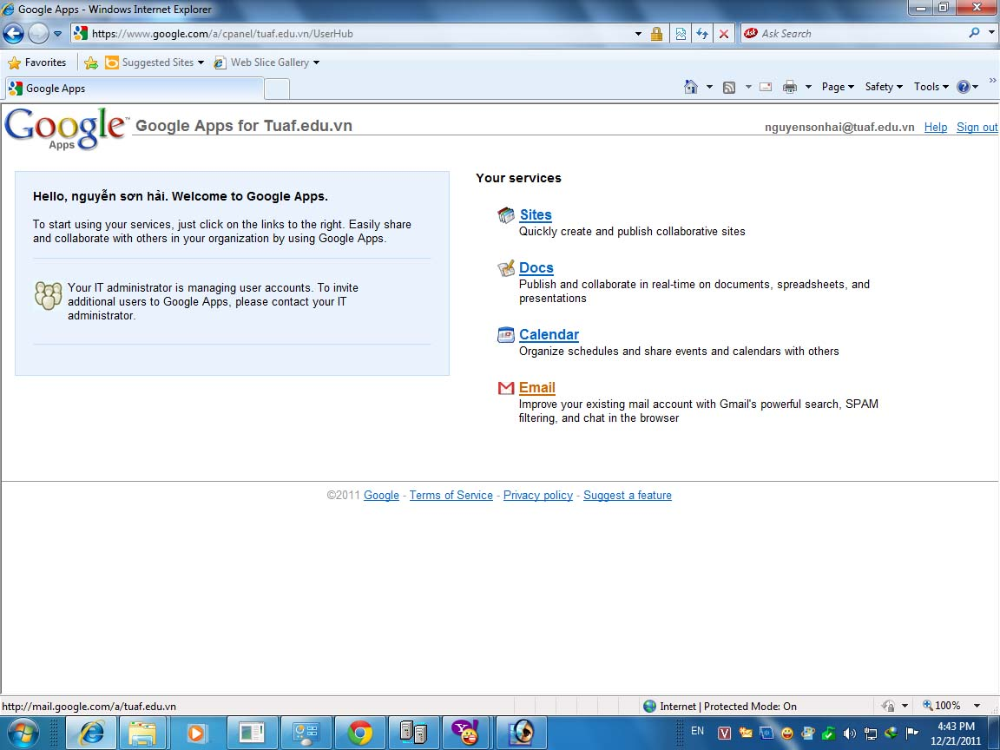 Google Apps - Windows Internet Explorer
https://www.google.com/a/cpanel/tuaf.edu.vn/UserHub
Ask Ask Search
Favorites Suggested Sites Web Slice Gallery
Google Apps
Page Safety Tools
Google™ Apps
Google Apps for Tuaf.edu.vn
nguyensonhai@tuaf.edu.vn Help Sign out
Hello, nguyễn sơn hải. Welcome to Google Apps.
To start using your services, just click on the links to the right. Easily share
and collaborate with others in your organization by using Google Apps.
Your IT administrator is managing user accounts. To invite
additional users to Google Apps, please contact your IT
administrator.
Your services
Sites
Quickly create and publish collaborative sites
Docs
Publish and collaborate in real-time on documents, spreadsheets, and
presentations
Calendar
Organize schedules and share events and calendars with others
Email
Improve your existing mail account with Gmail's powerful search, SPAM
filtering, and chat in the browser
©2011 Google - Terms of Service - Privacy policy - Suggest a feature
http://mail.google.com/a/tuaf.edu.vn
Internet | Protected Mode: On
100%
EN
4:43 PM
12/21/2011